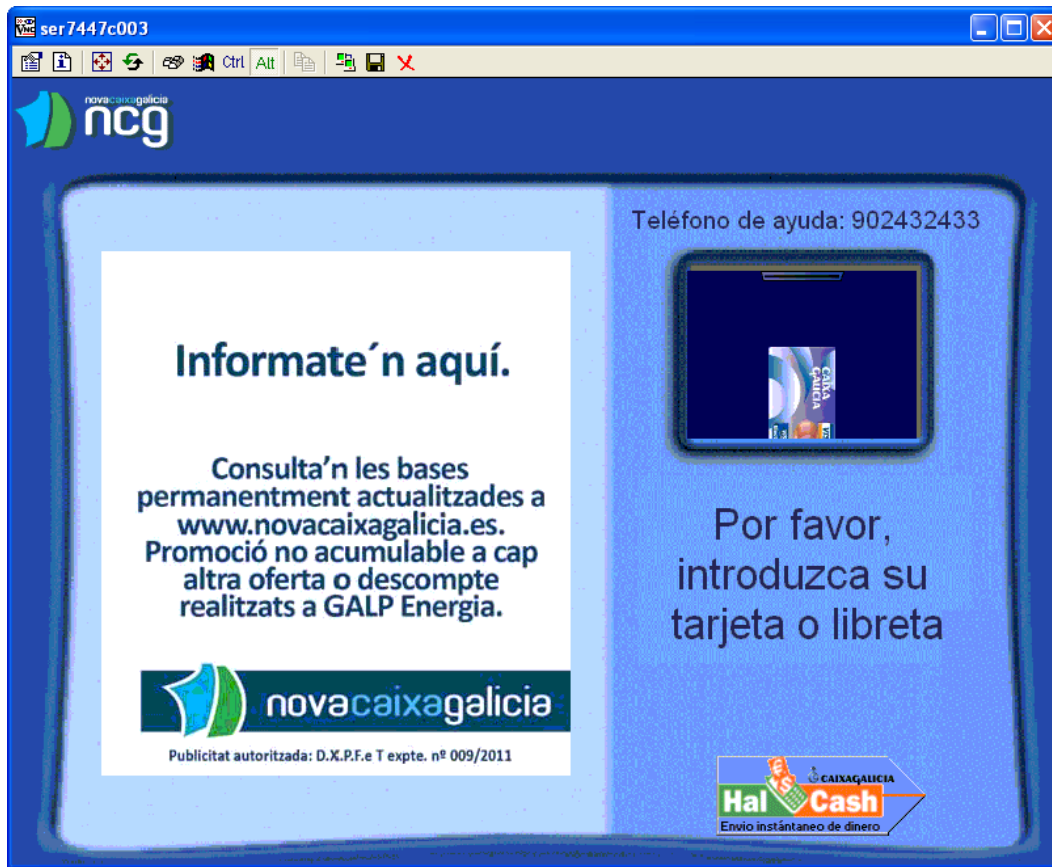 ser7447c003
Ctrl Alt
novacaixagalicia
ncg
Teléfono de ayuda: 902432433
Informate´n aquí.
Consulta'n les bases
permanentment actualitzades a
www.novacaixagalicia.es.
Promoció no acumulable a cap
altra oferta o descompte
realitzats a GALP Energia.
novacaixagalicia
Publicitat autoritzada: D.X.P.F.e T expte. nº 009/2011
CAIXA
GALICIA
Por favor,
introduzca su
tarjeta o libreta
CAIXAGALICIA
Hal Cash
Envio instántaneo de dinero